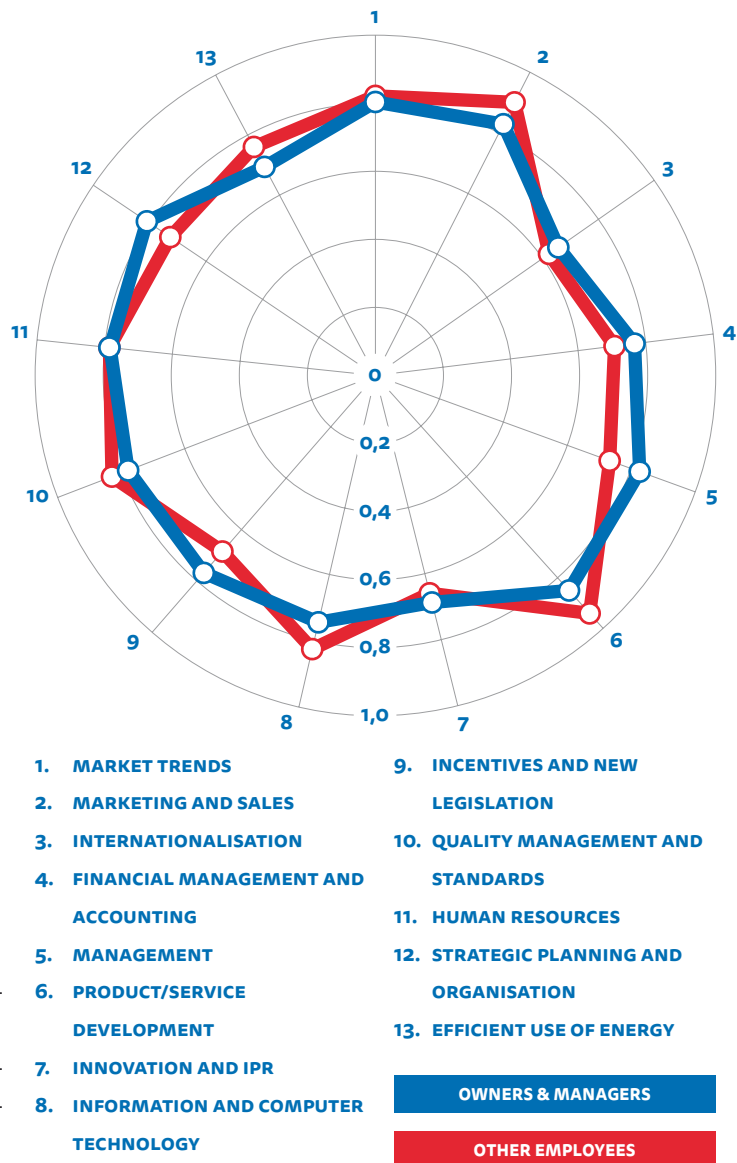 1
2
3
4
5
6
7
8
9
10
11
12
13
0
0,2
0,4
0,6
0,8
1,0
1. MARKET TRENDS
2. MARKETING AND SALES
3. INTERNATIONALISATION
4. FINANCIAL MANAGEMENT AND
ACCOUNTING
5. MANAGEMENT
6. PRODUCT/SERVICE
DEVELOPMENT
7. INNOVATION AND IPR
8. INFORMATION AND COMPUTER
TECHNOLOGY
9. INCENTIVES AND NEW
LEGISLATION
10. QUALITY MANAGEMENT AND
STANDARDS
11. HUMAN RESOURCES
12. STRATEGIC PLANNING AND
ORGANISATION
13. EFFICIENT USE OF ENERGY
OWNERS & MANAGERS
OTHER EMPLOYEES